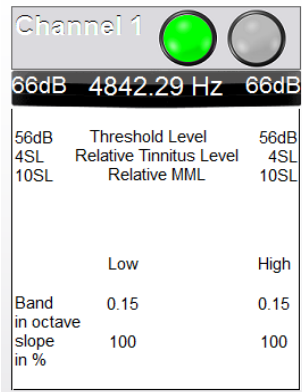 Channel 1
66dB 4842.29 Hz 66dB
56dB Threshold Level 56dB
4SL Relative Tinnitus Level 4SL
10SL Relative MML 10SL
Low High
Band 0.15 0.15
in octave
slope 100 100
in %